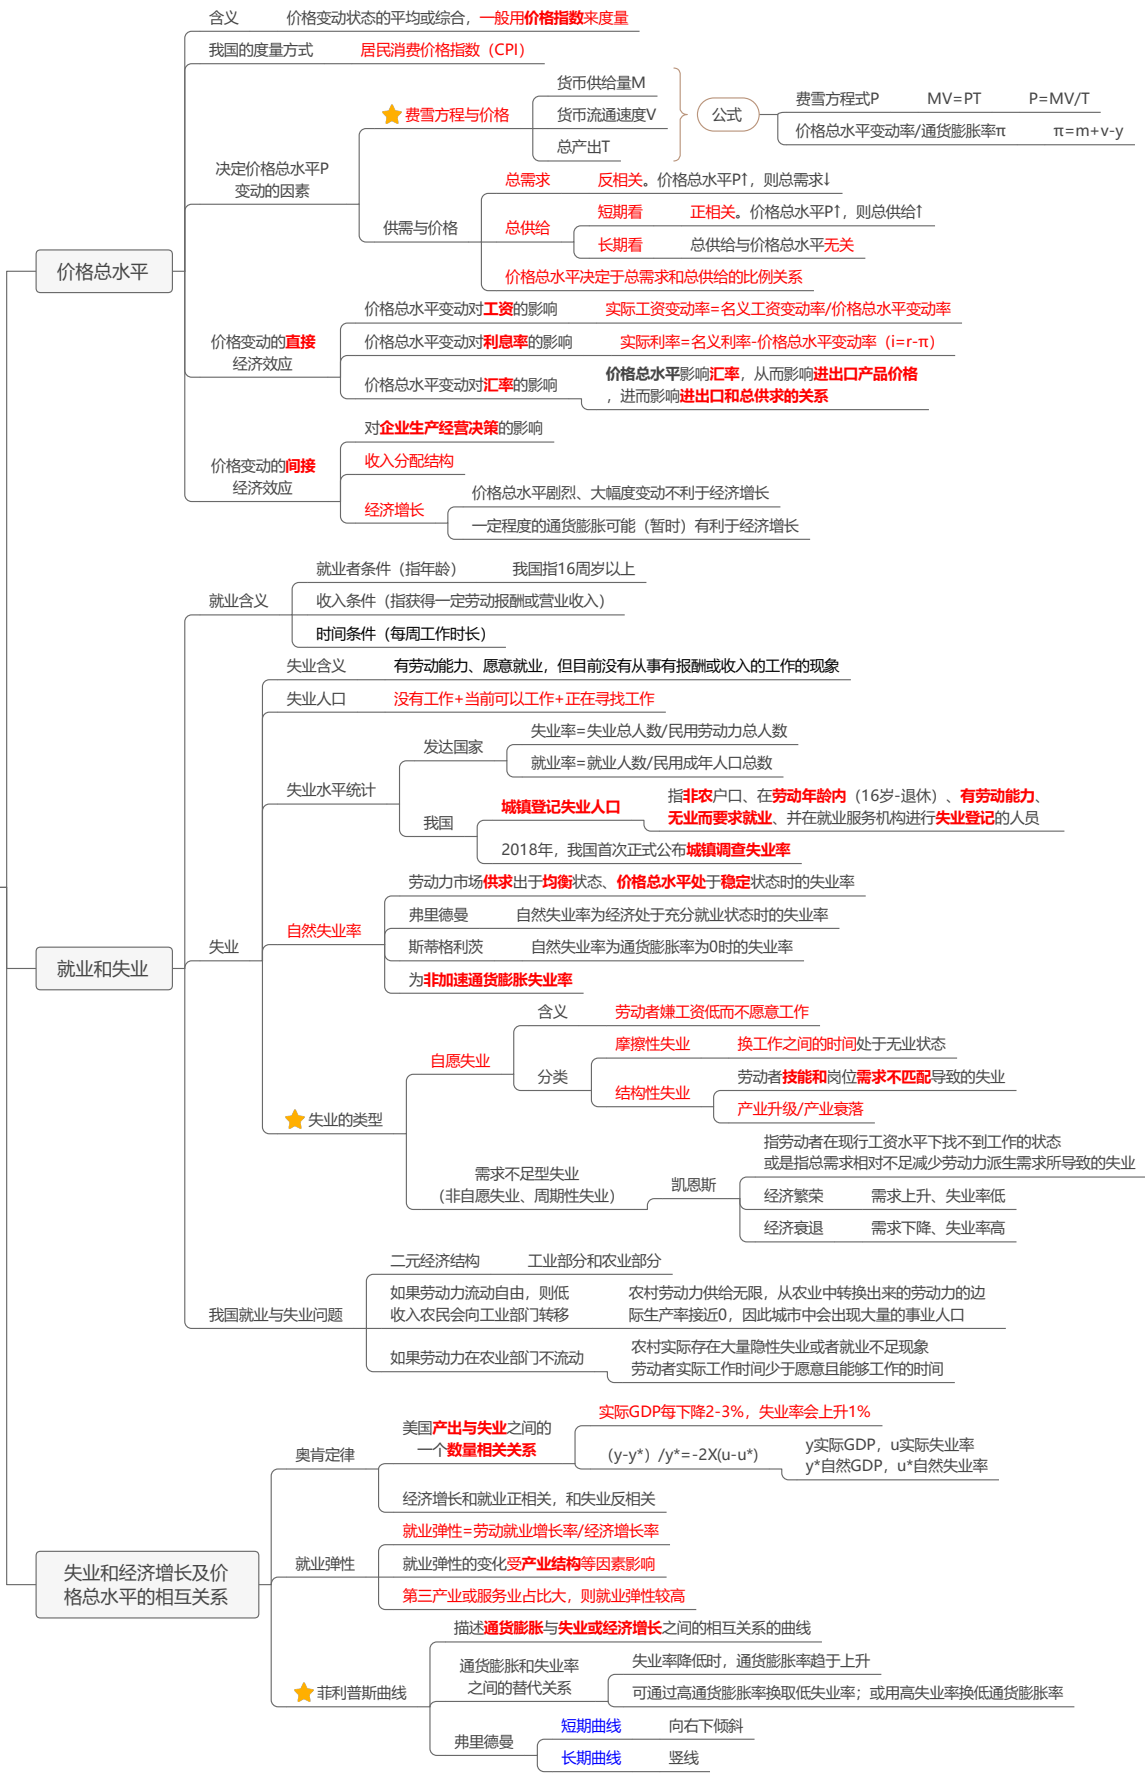 含义
价格变动状态的平均或综合，一般用价格指数来度量
我国的度量方式
居民消费价格指数（CPI）
费雪方程与价格
货币供给量M
货币流通速度V
总产出T
公式
费雪方程式P
MV=PT
P=MV/T
价格总水平变动率/通货膨胀率π
π=m+v-y
决定价格总水平P
变动的因素
供需与价格
总需求
反相关。价格总水平P↑，则总需求↓
总供给
短期看
正相关。价格总水平P↑，则总供给↑
长期看
总供给与价格总水平无关
价格总水平决定于总需求和总供给的比例关系
价格总水平
价格变动的直接
经济效应
价格总水平变动对工资的影响
实际工资变动率=名义工资变动率/价格总水平变动率
价格总水平变动对利息率的影响
实际利率=名义利率-价格总水平变动率（i=r-π）
价格总水平变动对汇率的影响
价格总水平影响汇率，从而影响进出口产品价格
，进而影响进出口和总供求的关系
价格变动的间接
经济效应
对企业生产经营决策的影响
收入分配结构
经济增长
价格总水平剧烈、大幅度变动不利于经济增长
一定程度的通货膨胀可能（暂时）有利于经济增长
就业含义
就业者条件（指年龄）
我国指16周岁以上
收入条件（指获得一定劳动报酬或营业收入）
时间条件（每周工作时长）
失业含义
有劳动能力、愿意就业，但目前没有从事有报酬或收入的工作的现象
失业人口
没有工作+当前可以工作+正在寻找工作
失业水平统计
发达国家
失业率=失业总人数/民用劳动力总人数
就业率=就业人数/民用成年人口总数
我国
城镇登记失业人口
指非农户口、在劳动年龄内（16岁-退休）、有劳动能力、
无业而要求就业、并在就业服务机构进行失业登记的人员
2018年，我国首次正式公布城镇调查失业率
就业和失业
失业
自然失业率
劳动力市场供求出于均衡状态、价格总水平处于稳定状态时的失业率
弗里德曼
自然失业率为经济处于充分就业状态时的失业率
斯蒂格利茨
自然失业率为通货膨胀率为0时的失业率
为非加速通货膨胀失业率
失业的类型
自愿失业
含义
劳动者嫌工资低而不愿意工作
分类
摩擦性失业
换工作之间的时间处于无业状态
结构性失业
劳动者技能和岗位需求不匹配导致的失业
产业升级/产业衰落
需求不足型失业
（非自愿失业、周期性失业）
凯恩斯
指劳动者在现行工资水平下找不到工作的状态
或是指总需求相对不足减少劳动力派生需求所导致的失业
经济繁荣
需求上升、失业率低
经济衰退
需求下降、失业率高
我国就业与失业问题
二元经济结构
工业部分和农业部分
如果劳动力流动自由，则低
收入农民会向工业部门转移
农村劳动力供给无限，从农业中转换出来的劳动力的边
际生产率接近0，因此城市中会出现大量的事业人口
如果劳动力在农业部门不流动
农村实际存在大量隐性失业或者就业不足现象
劳动者实际工作时间少于愿意且能够工作的时间
失业和经济增长及价
格总水平的相互关系
奥肯定律
美国产出与失业之间的
一个数量相关关系
实际GDP每下降2-3%，失业率会上升1%
（y-y*）/y*=-2X(u-u*)
y实际GDP，u实际失业率
y*自然GDP，u*自然失业率
经济增长和就业正相关，和失业反相关
就业弹性
就业弹性=劳动就业增长率/经济增长率
就业弹性的变化受产业结构等因素影响
第三产业或服务业占比大，则就业弹性较高
菲利普斯曲线
描述通货膨胀与失业或经济增长之间的相互关系的曲线
通货膨胀和失业率
之间的替代关系
失业率降低时，通货膨胀率趋于上升
可通过高通货膨胀率换取低失业率；或用高失业率换低通货膨胀率
弗里德曼
短期曲线
向右下倾斜
长期曲线
竖线